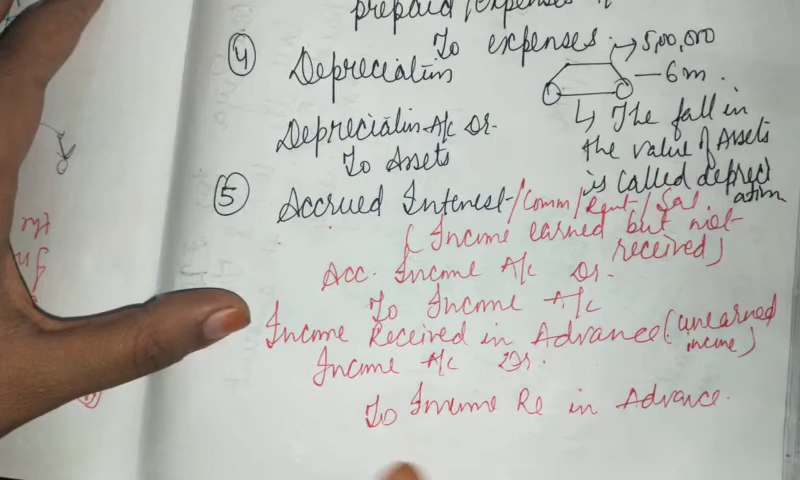 prepaid/expenses
To expenses.
④ Depreciation
→ 5,00,000
— 6m.
Depreciation A/c Dr.
To Assets
↳ The fall in
the value of Assets
is called depreci
ation
⑤ Accrued Interest/Comm/Rent/Sal.
(Income earned but not
received)
Acc. Income A/c Dr.
To Income A/c
Income Received in Advance (unearned
income)
Income A/c Dr.
To Income Re in Advance.